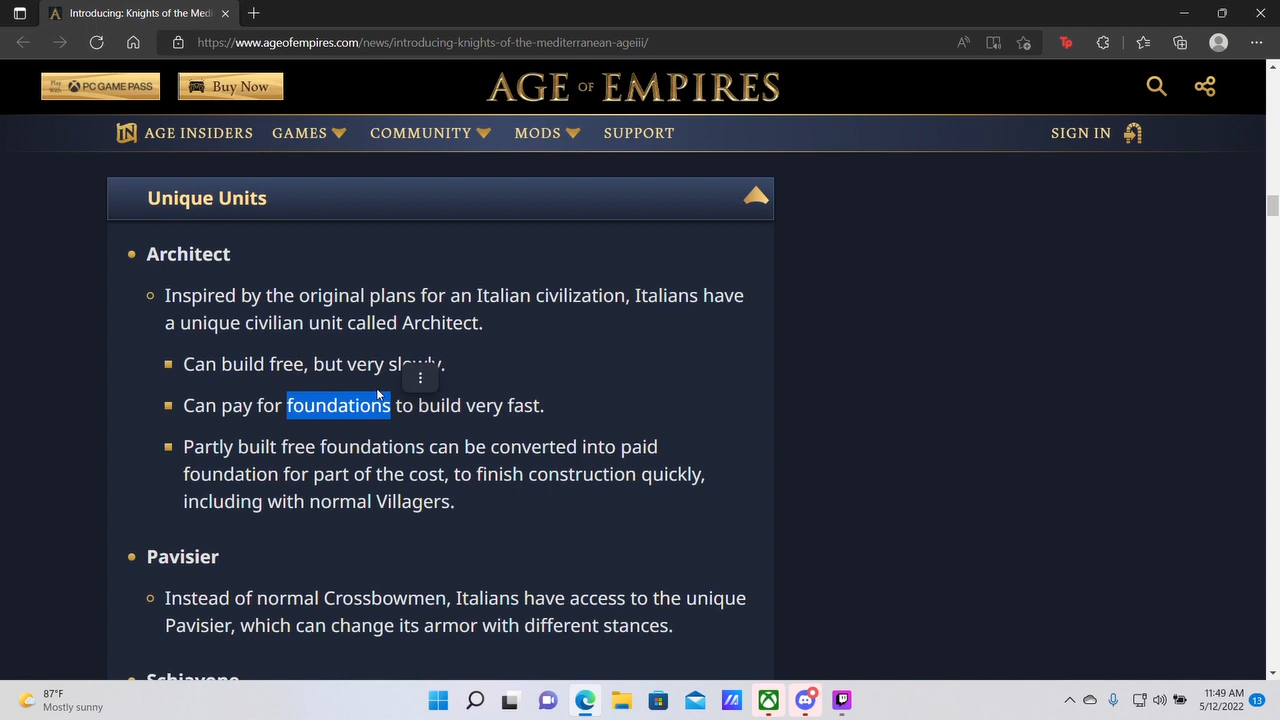 Introducing: Knights of the Medi
https://www.ageofempires.com/news/introducing-knights-of-the-mediterranean-ageiii/
PC GAME PASS
Buy Now
AGE OF EMPIRES
AGE INSIDERS GAMES COMMUNITY MODS SUPPORT SIGN IN
Unique Units
Architect
Inspired by the original plans for an Italian civilization, Italians have
a unique civilian unit called Architect.
Can build free, but very slowly.
Can pay for foundations to build very fast.
Partly built free foundations can be converted into paid
foundation for part of the cost, to finish construction quickly,
including with normal Villagers.
Pavisier
Instead of normal Crossbowmen, Italians have access to the unique
Pavisier, which can change its armor with different stances.
Schiavone
87°F
Mostly sunny
11:49 AM
5/12/2022
13